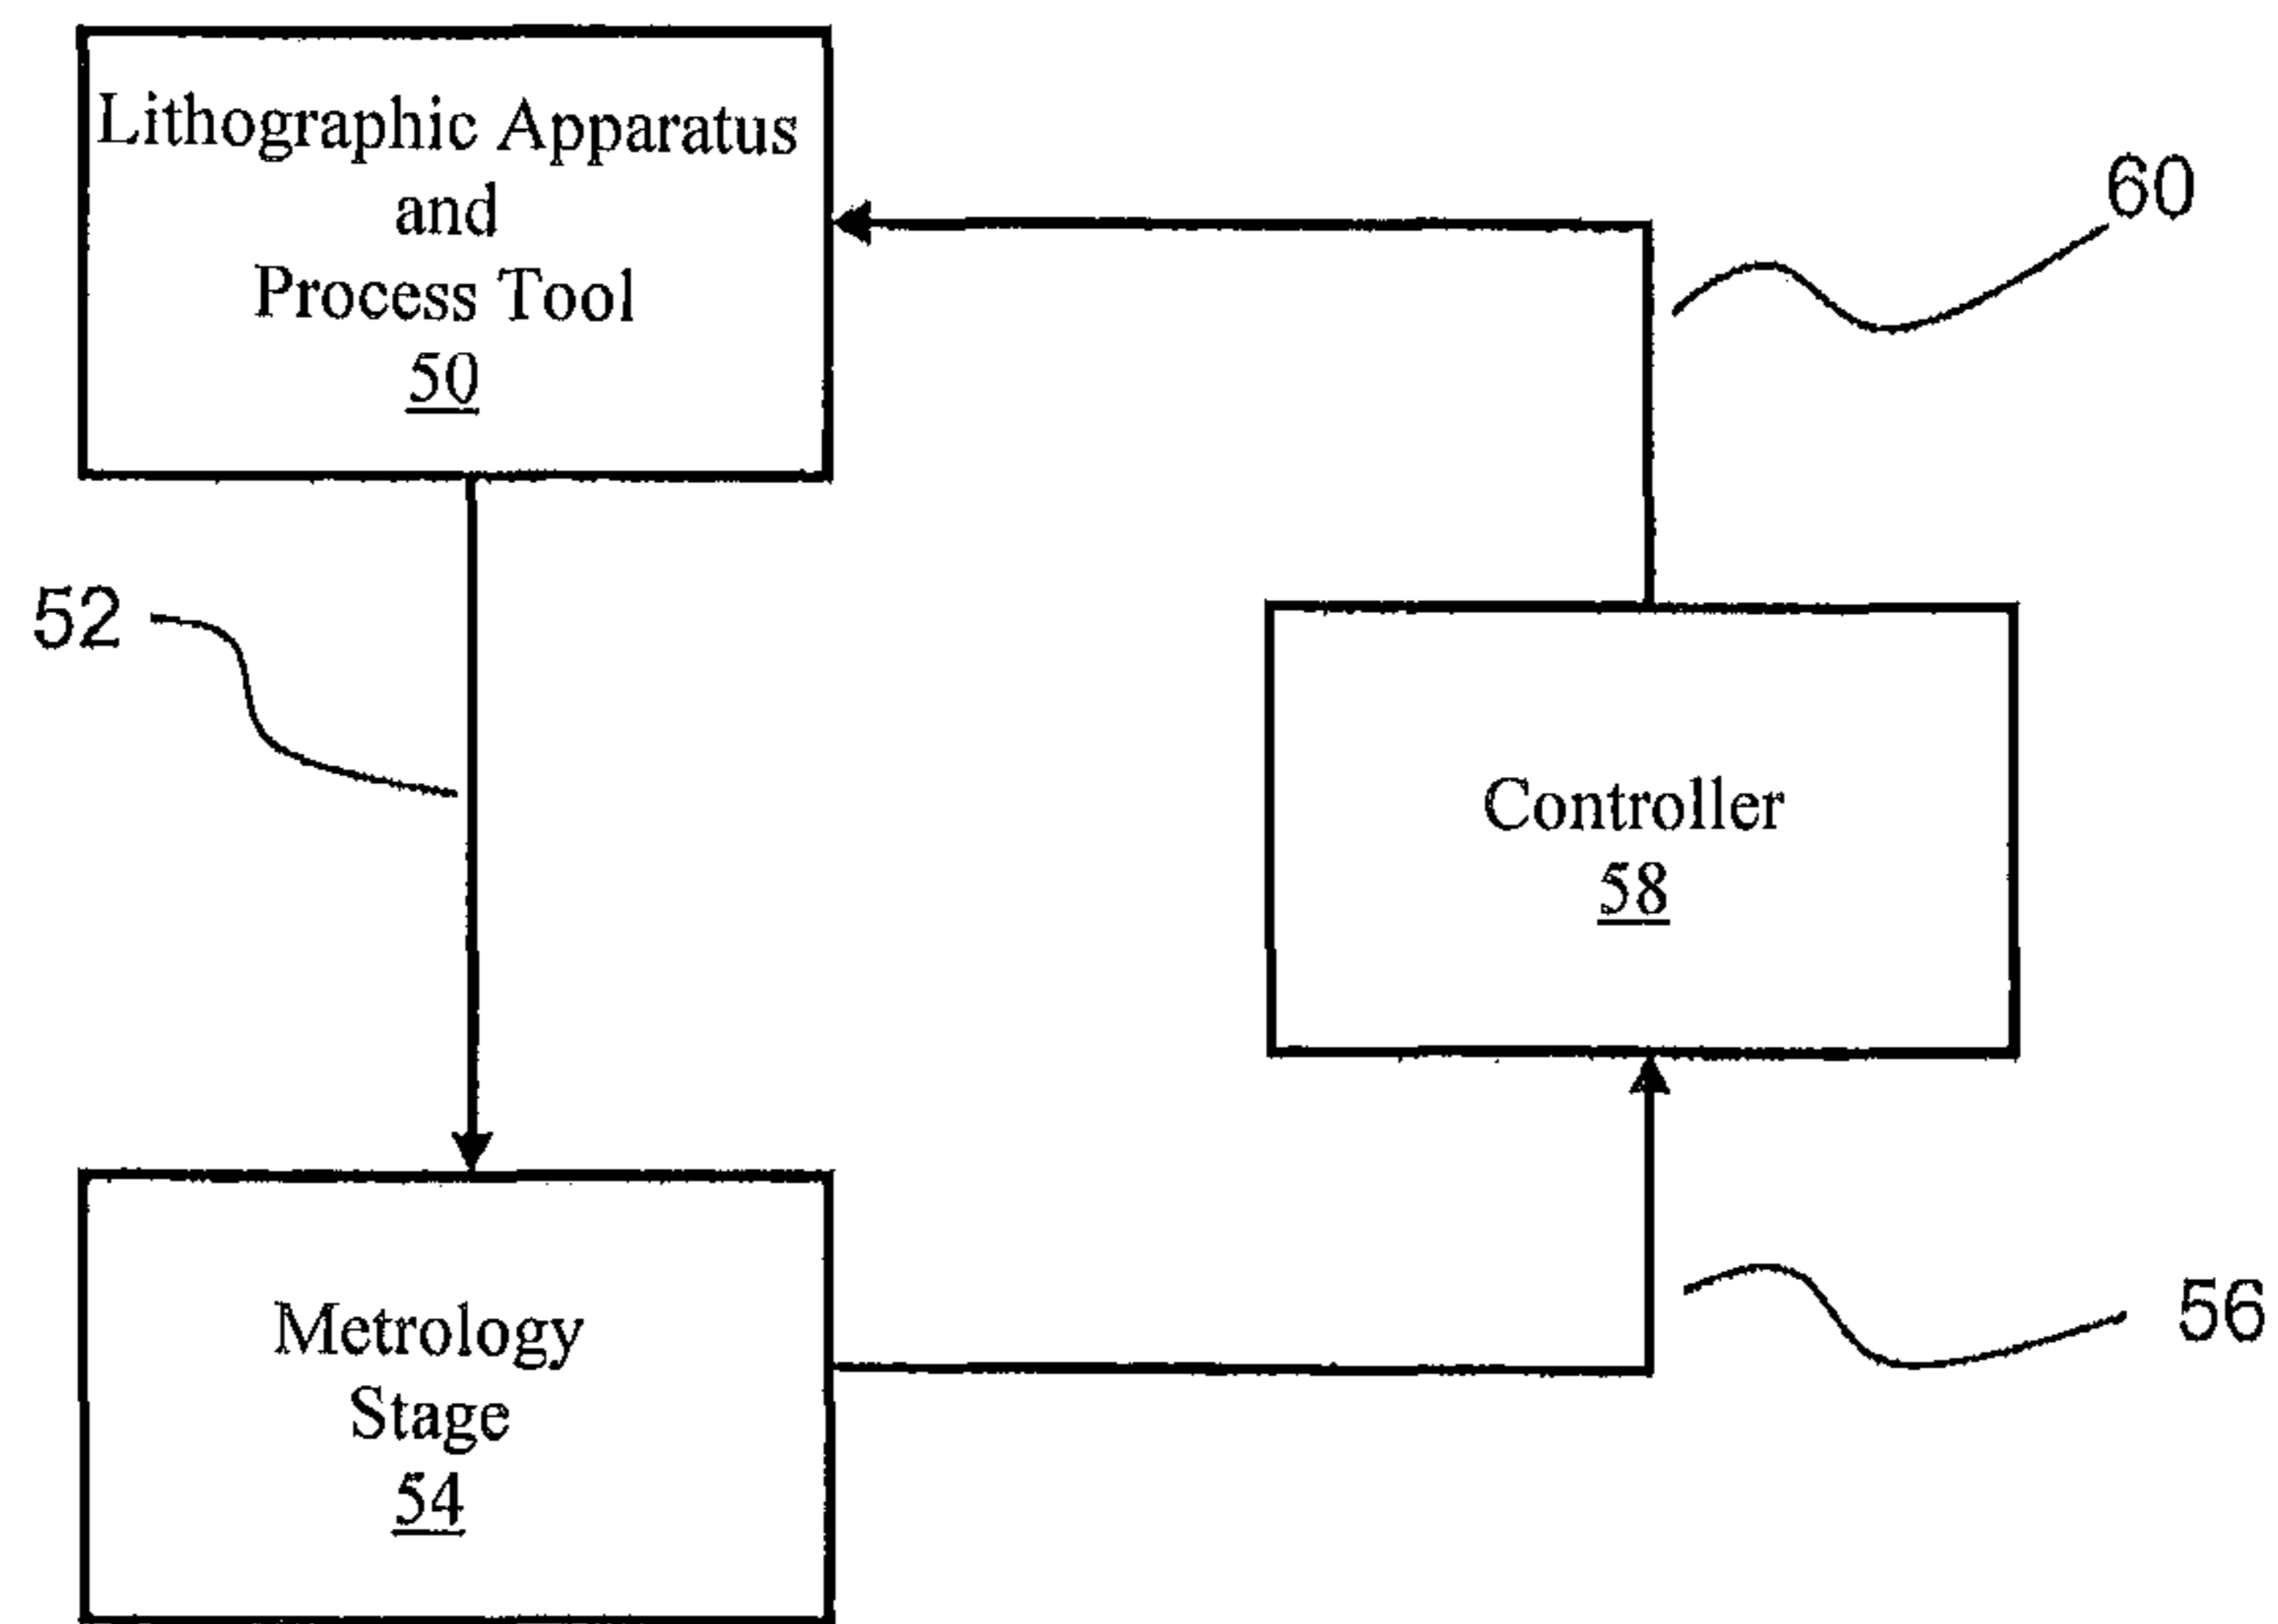 Lithographic Apparatus
and
Process Tool
50
60
52
Controller
58
Metrology
Stage
54
56